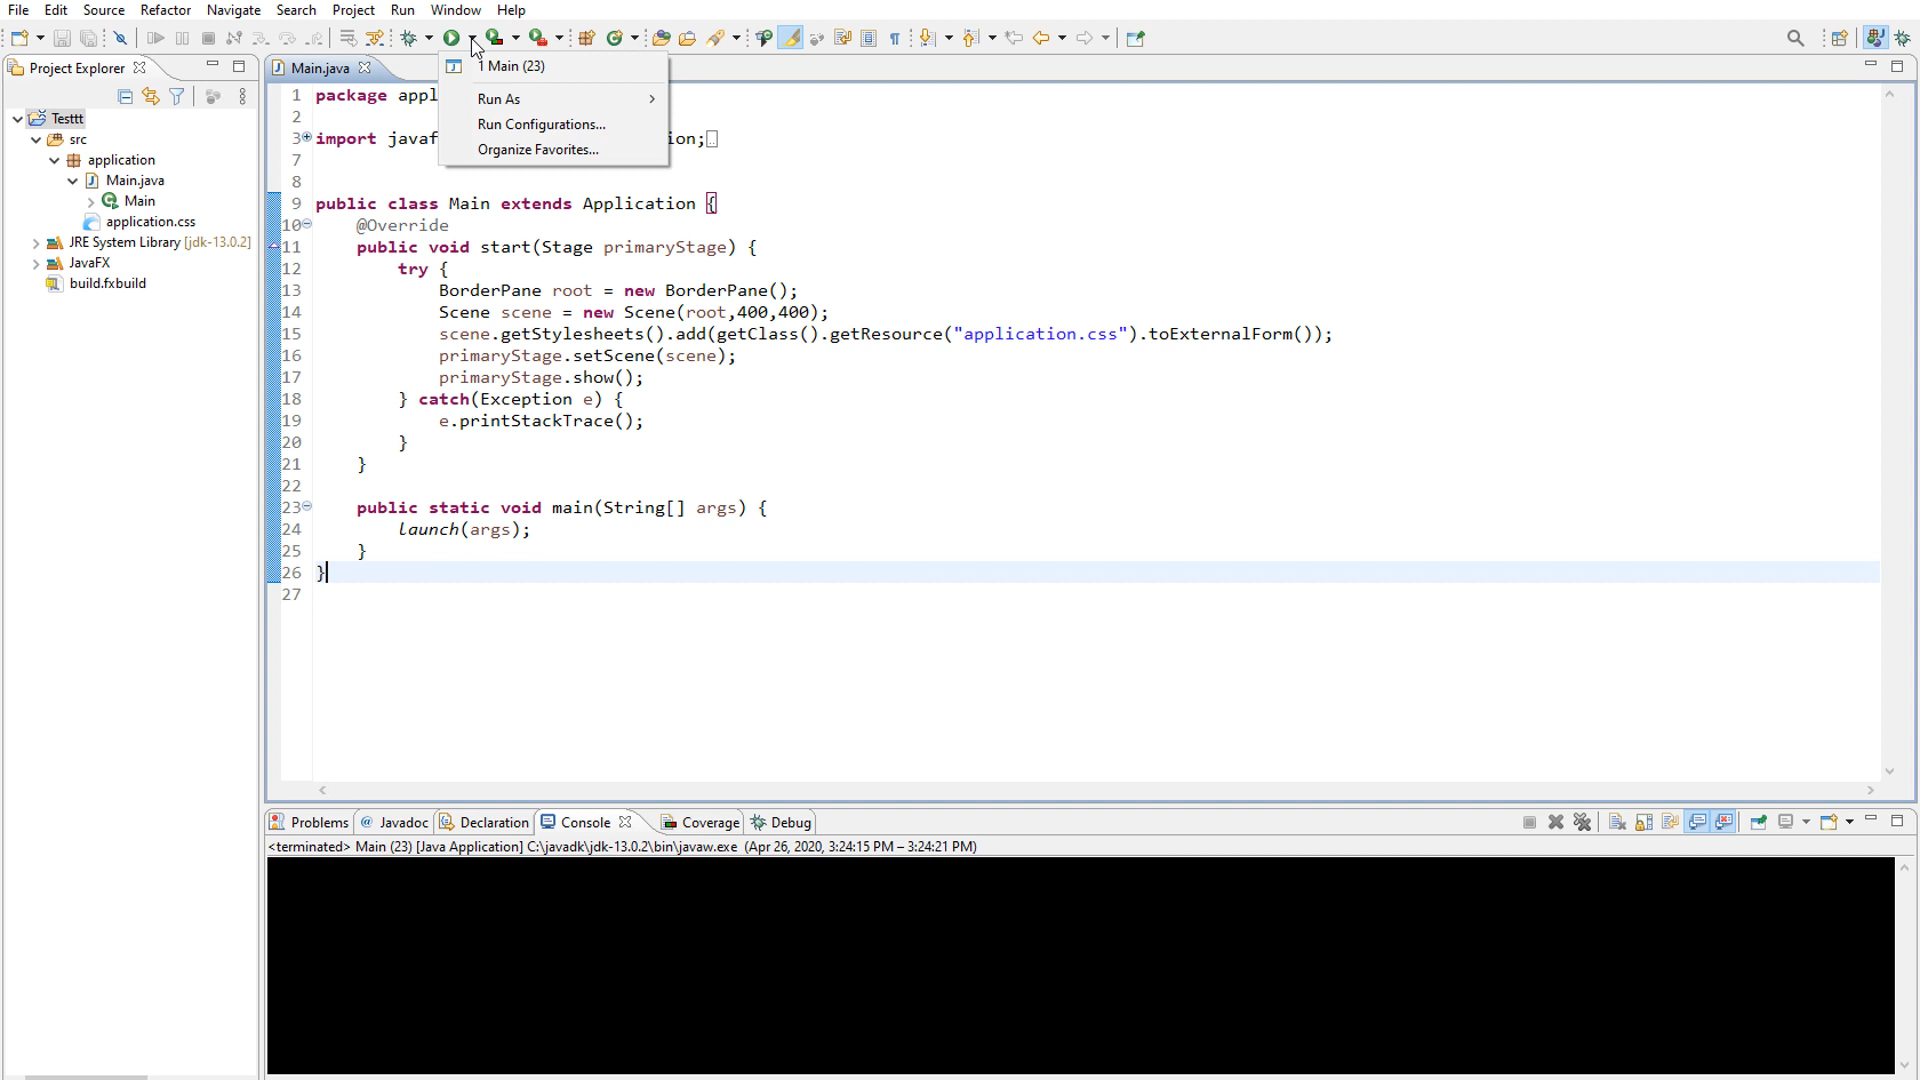 File Edit Source Refactor Navigate Search Project Run Window Help
Project Explorer
Testtt
src
application
Main.java
Main
application.css
JRE System Library [jdk-13.0.2]
JavaFX
build.fxbuild
Main.java
1 Main (23)
Run As
Run Configurations...
Organize Favorites...
1 package appl
2
3 import javaf ion;
7
8
9 public class Main extends Application {
10 @Override
11 public void start(Stage primaryStage) {
12 try {
13 BorderPane root = new BorderPane();
14 Scene scene = new Scene(root,400,400);
15 scene.getStylesheets().add(getClass().getResource("application.css").toExternalForm());
16 primaryStage.setScene(scene);
17 primaryStage.show();
18 } catch(Exception e) {
19 e.printStackTrace();
20 }
21 }
22
23 public static void main(String[] args) {
24 launch(args);
25 }
26 }
27
Problems Javadoc Declaration Console Coverage Debug
<terminated> Main (23) [Java Application] C:\javadk\jdk-13.0.2\bin\javaw.exe (Apr 26, 2020, 3:24:15 PM – 3:24:21 PM)